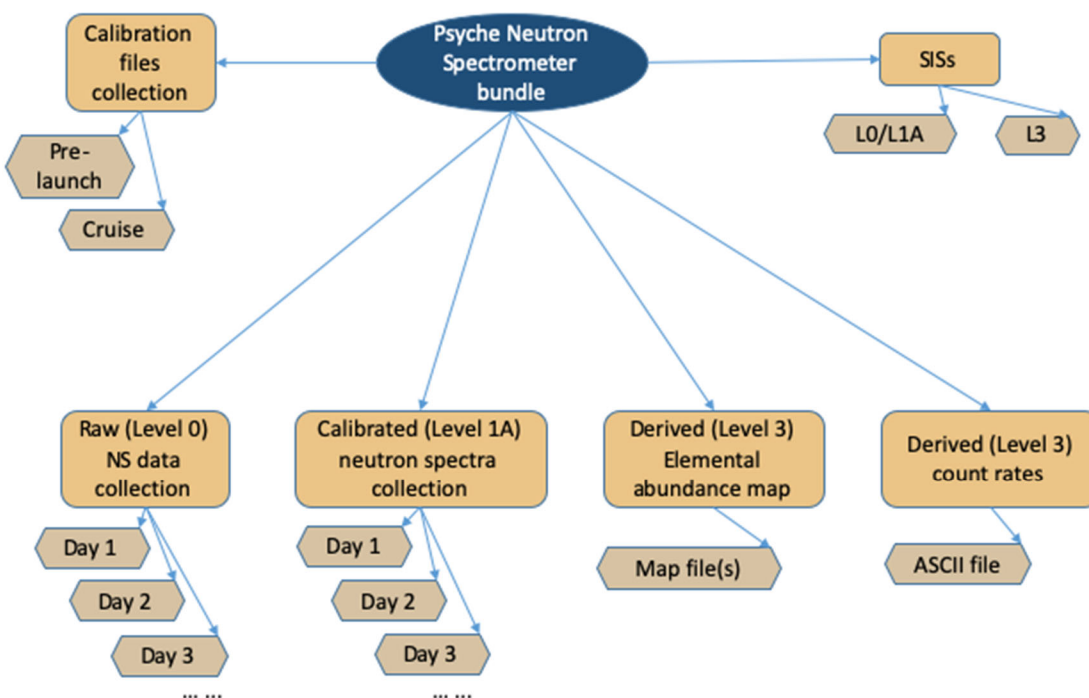 Calibration
files
collection
Psyche Neutron
Spectrometer
bundle
SISs
Pre-
launch
Cruise
L0/L1A
L3
Raw (Level 0)
NS data
collection
Calibrated (Level 1A)
neutron spectra
collection
Derived (Level 3)
Elemental
abundance map
Derived (Level 3)
count rates
Day 1
Day 2
Day 3
... ...
Day 1
Day 2
Day 3
... ...
Map file(s)
ASCII file